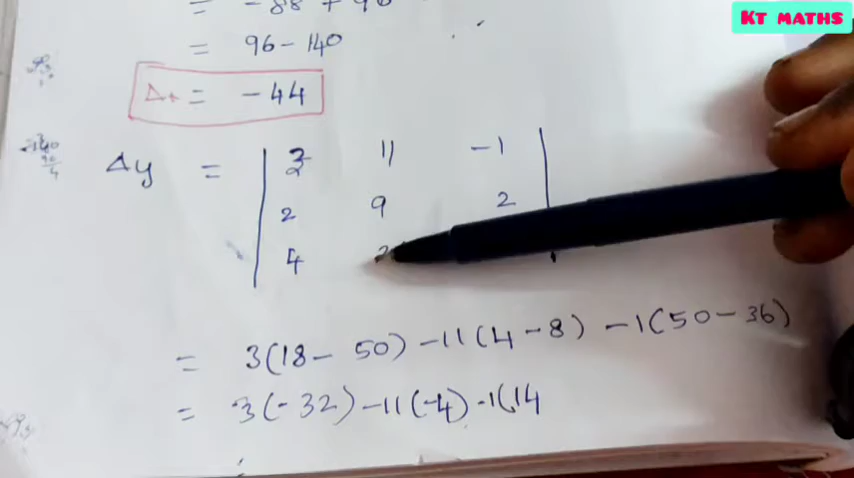 KT MATHS
= -88 + 
= 96 - 140
Δx = -44
Δy = | 3 11 -1 |
2 9 2
4
= 3(18 - 50) - 11(4 - 8) - 1(50 - 36)
= 3(-32) - 11(-4) - 1(14